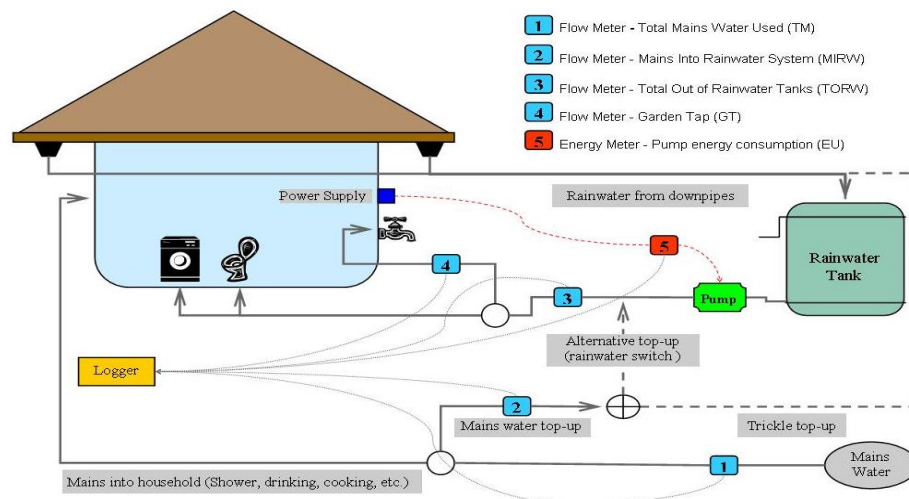 1 Flow Meter - Total Mains Water Used (TM)
2 Flow Meter - Mains Into Rainwater System (MIRW)
3 Flow Meter - Total Out of Rainwater Tanks (TORW)
4 Flow Meter - Garden Tap (GT)
5 Energy Meter - Pump energy consumption (EU)
Power Supply
Rainwater from downpipes
Rainwater
Tank
4
5
3
Pump
Alternative top-up
(rainwater switch )
Logger
2
Mains water top-up
Trickle top-up
1
Mains
Water
Mains into household (Shower, drinking, cooking, etc.)